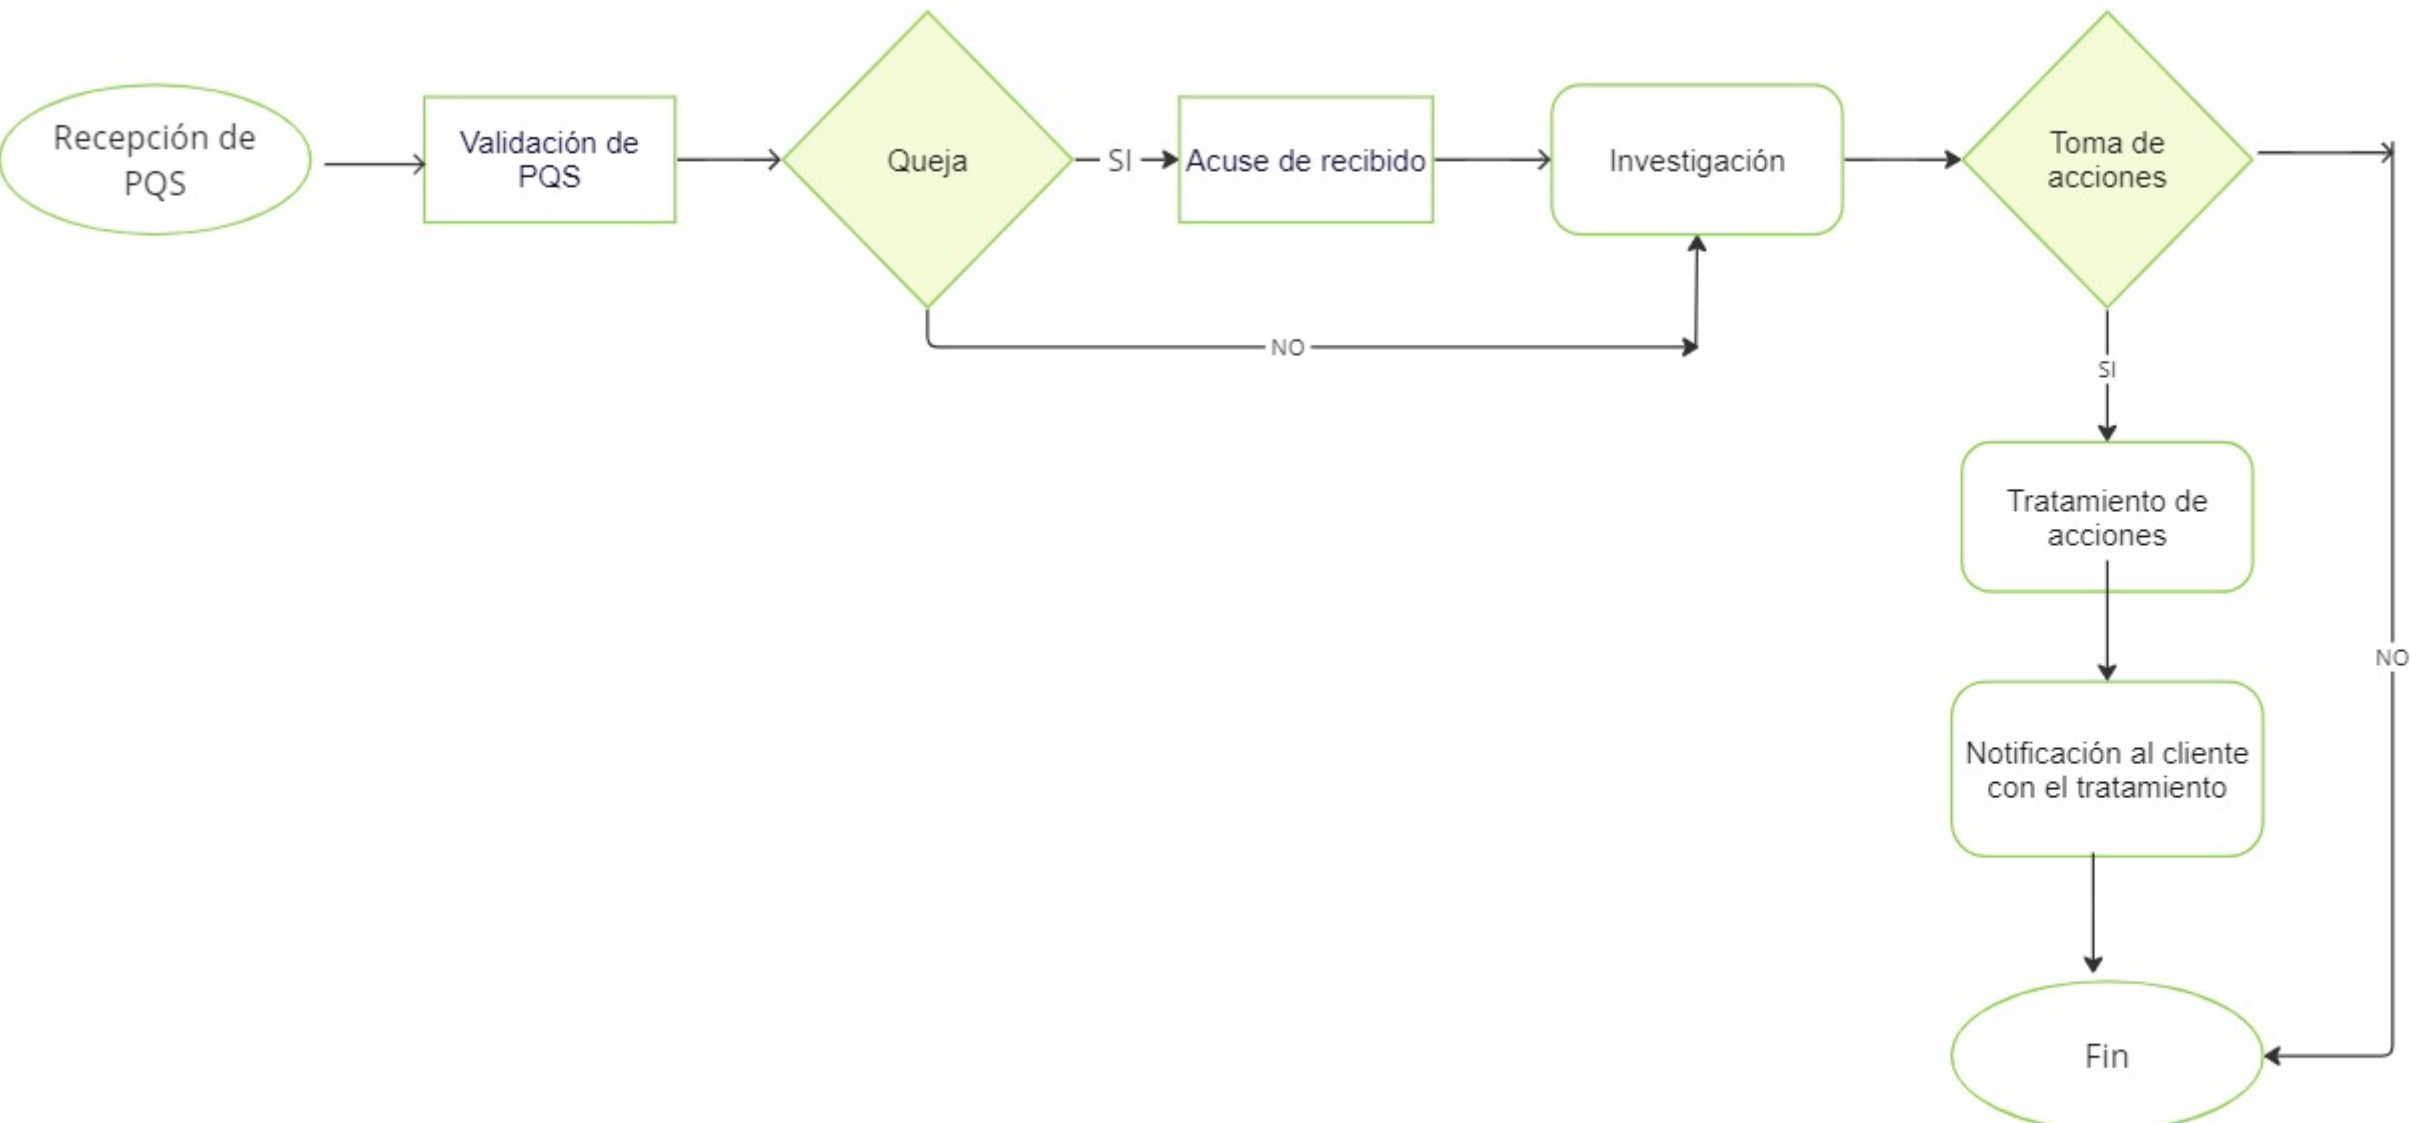 Recepción de
PQS
Validación de
PQS
Queja
SI
Acuse de recibido
Investigación
Toma de
acciones
NO
SI
Tratamiento de
acciones
NO
Notificación al cliente
con el tratamiento
Fin